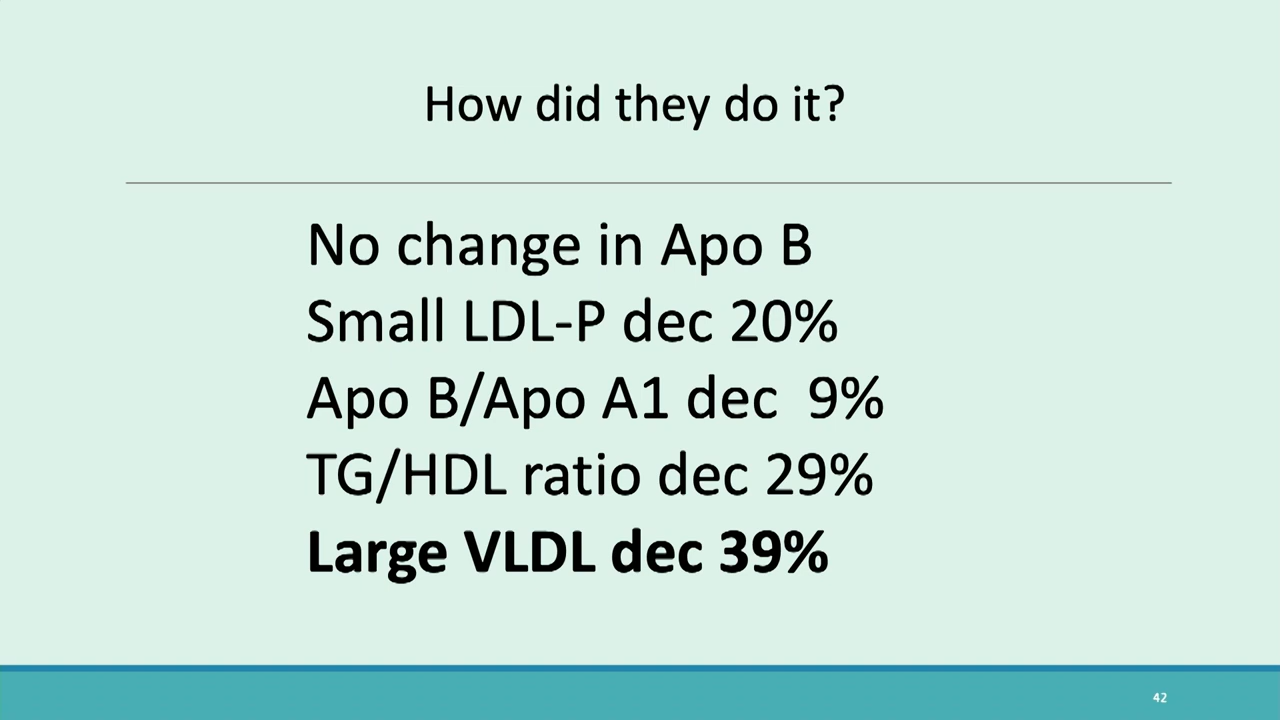 How did they do it?
No change in Apo B
Small LDL-P dec 20%
Apo B/Apo A1 dec  9%
TG/HDL ratio dec 29%
Large VLDL dec 39%
42